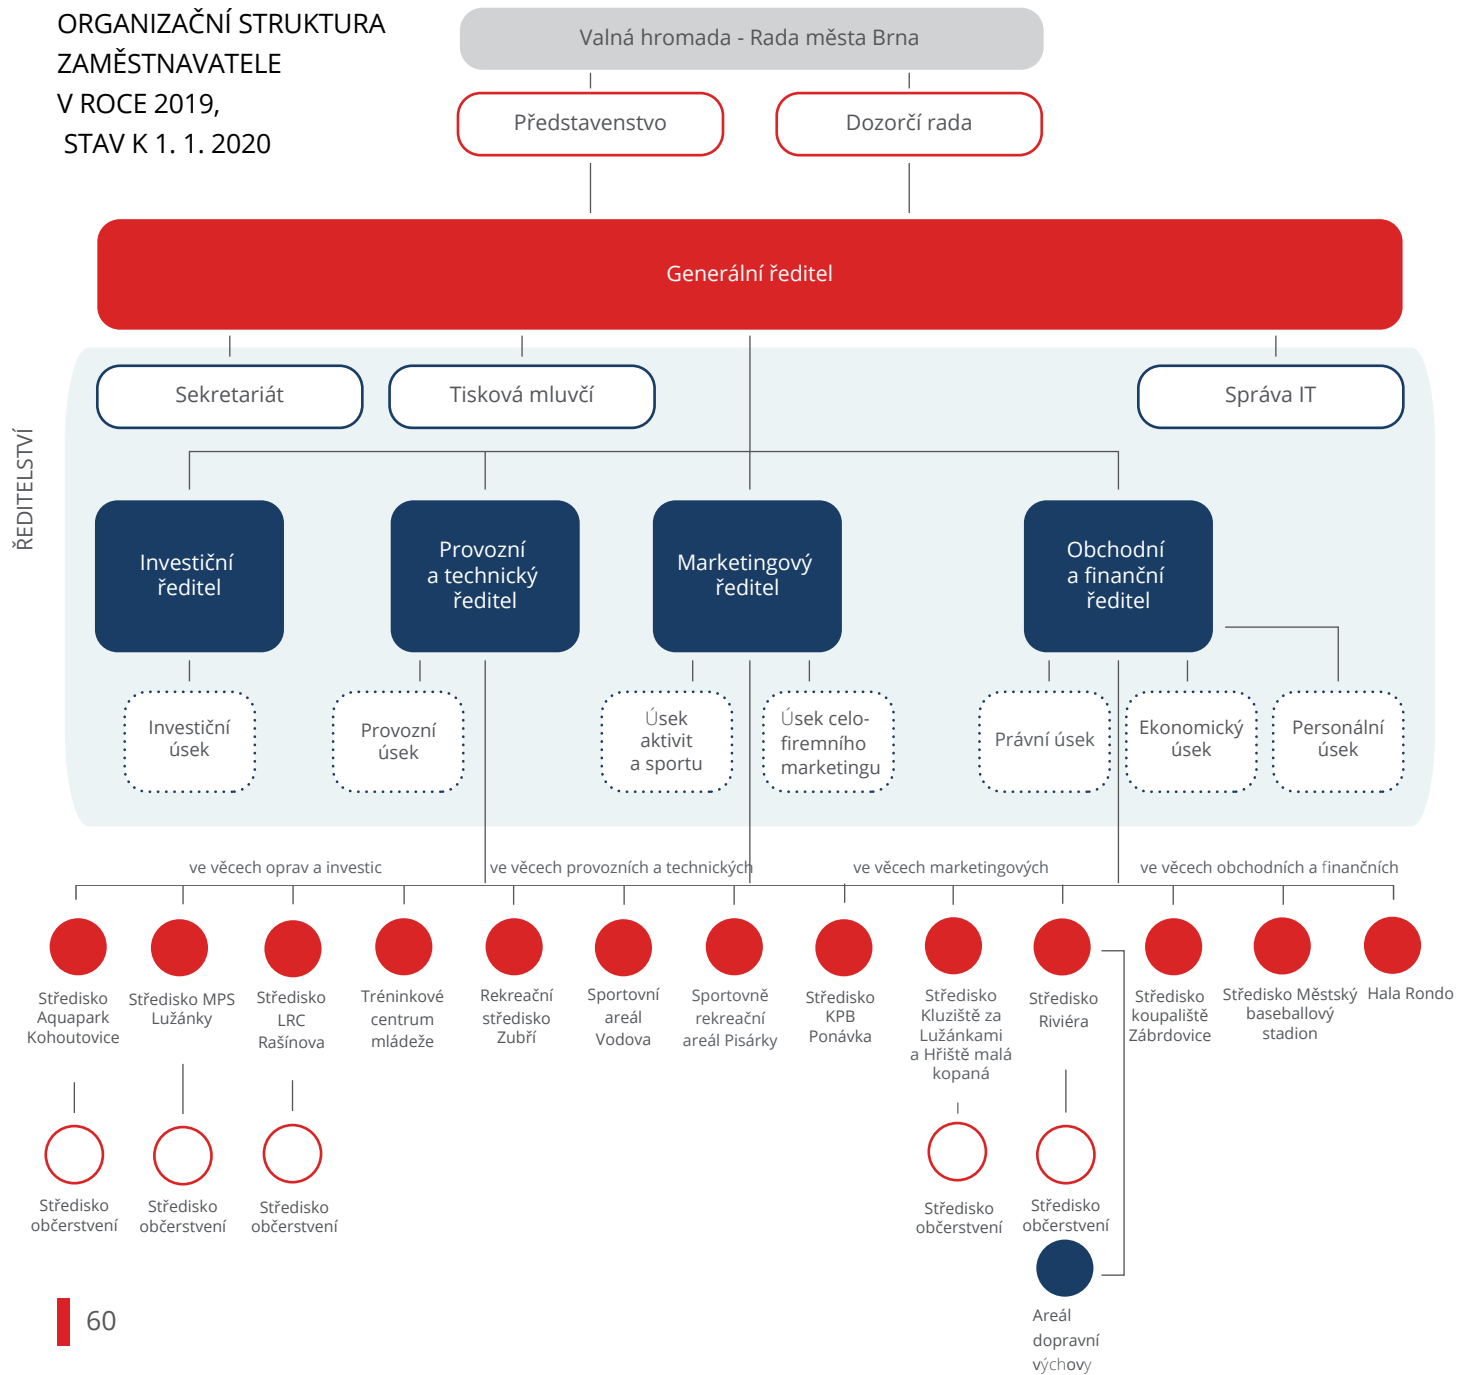 ORGANIZAČNÍ STRUKTURA
ZAMĚSTNAVATELE
V ROCE 2019,
STAV K 1. 1. 2020
Valná hromada - Rada města Brna
Představenstvo
Dozorčí rada
Generální ředitel
ŘEDITELSTVÍ
Sekretariát
Tisková mluvčí
Správa IT
Investiční
ředitel
Provozní
a technický
ředitel
Marketingový
ředitel
Obchodní
a finanční
ředitel
Investiční
úsek
Provozní
úsek
Úsek
aktivit
a sportu
Úsek celo-
firemního
marketingu
Právní úsek
Ekonomický
úsek
Personální
úsek
ve věcech oprav a investic
ve věcech provozních a technických
ve věcech marketingových
ve věcech obchodních a finančních
Středisko
Aquapark
Kohoutovice
Středisko MPS
Lužánky
Středisko
LRC
Rašínova
Tréninkové
centrum
mládeže
Rekreační
středisko
Zubří
Sportovní
areál
Vodova
Sportovně
rekreační
areál Pisárky
Středisko
KPB
Ponávka
Středisko
Kluziště za
Lužánkami
a Hřiště malá
kopaná
Středisko
Riviéra
Středisko
koupaliště
Zábrdovice
Středisko Městský
baseballový
stadion
Hala Rondo
Středisko
občerstvení
Středisko
občerstvení
Středisko
občerstvení
Středisko
občerstvení
Středisko
občerstvení
Areál
dopravní
výchovy
60